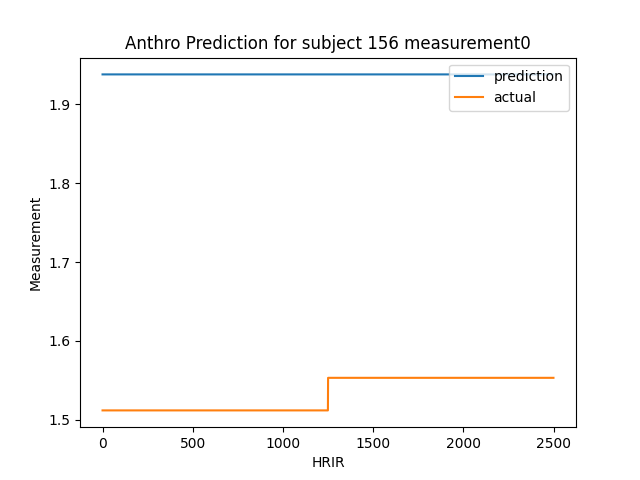 Anthro Prediction for subject 156 measurement0
prediction
actual
1.9
1.8
1.7
1.6
1.5
Measurement
0 500 1000 1500 2000 2500
HRIR